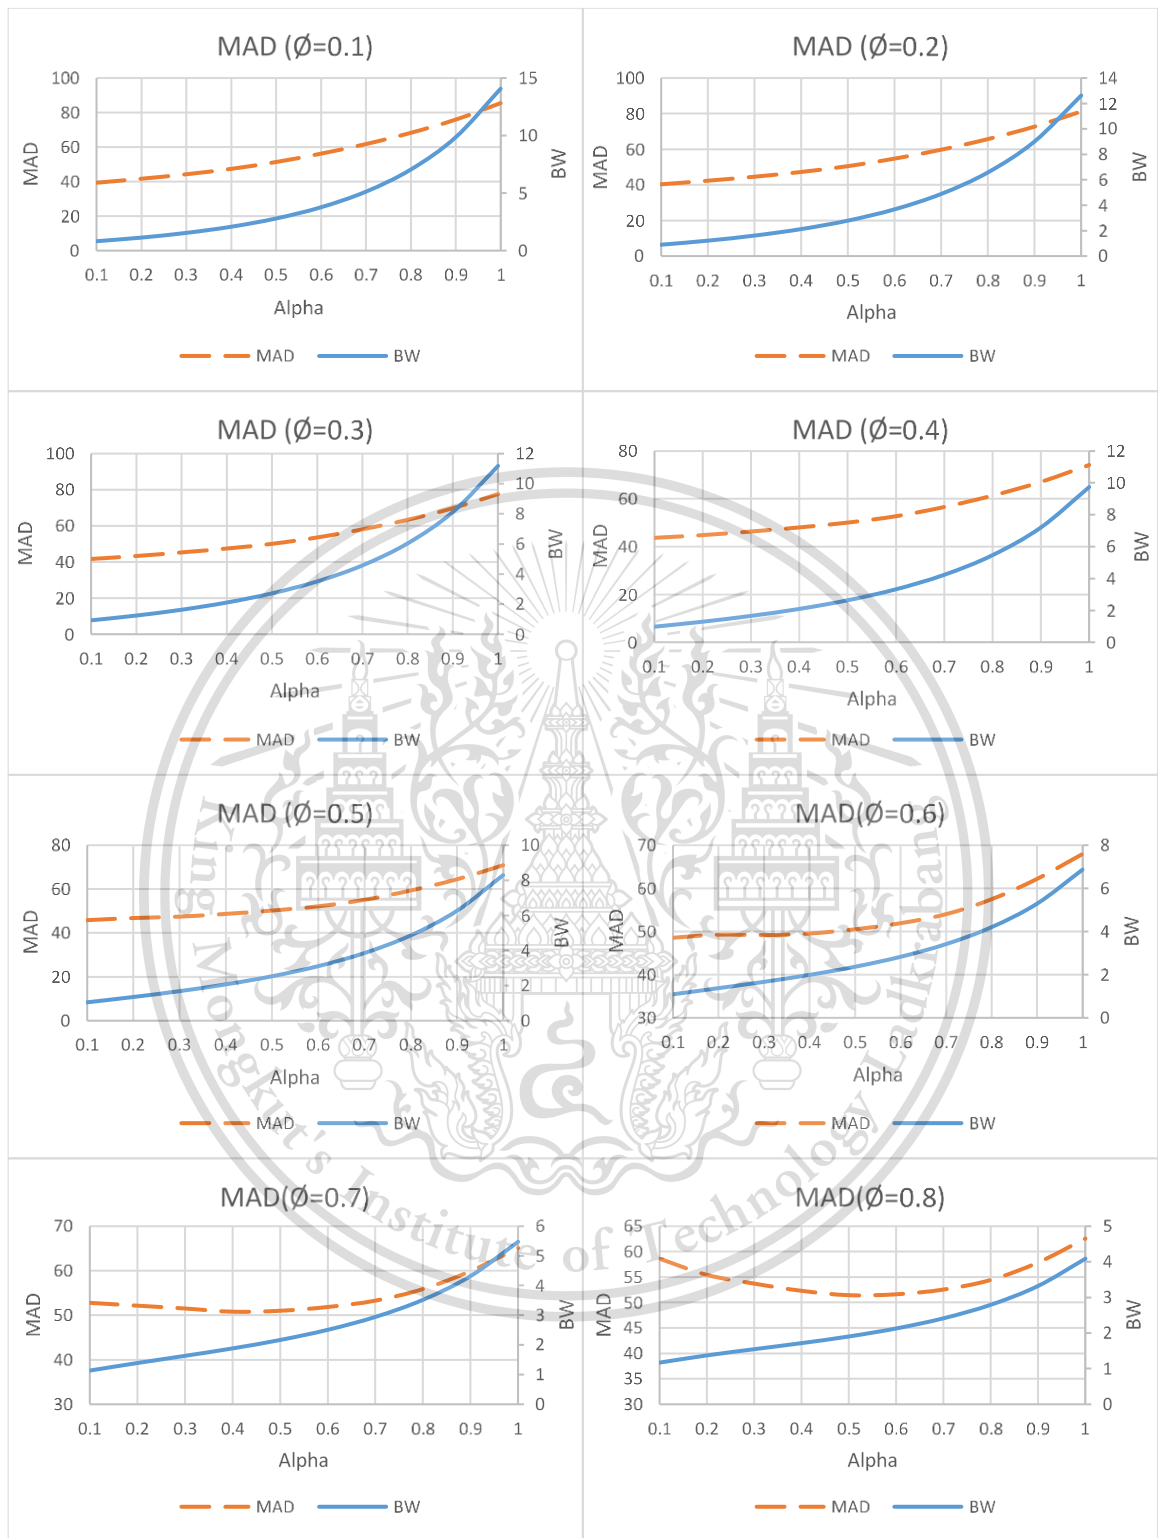 MAD (Ø=0.1)
MAD
100
80
60
40
20
0
15
10
5
0
BW
0.1 0.2 0.3 0.4 0.5 0.6 0.7 0.8 0.9 1
Alpha
MAD BW
MAD (Ø=0.2)
MAD
100
80
60
40
20
0
14
12
10
8
6
4
2
0
BW
0.1 0.2 0.3 0.4 0.5 0.6 0.7 0.8 0.9 1
Alpha
MAD BW
MAD (Ø=0.3)
MAD
100
80
60
40
20
0
12
10
8
6
4
2
0
BW
0.1 0.2 0.3 0.4 0.5 0.6 0.7 0.8 0.9 1
Alpha
MAD BW
MAD (Ø=0.4)
MAD
80
60
40
20
0
12
10
8
6
4
2
0
BW
0.1 0.2 0.3 0.4 0.5 0.6 0.7 0.8 0.9 1
Alpha
MAD BW
MAD (Ø=0.5)
MAD
80
60
40
20
0
10
8
6
4
2
0
BW
0.1 0.2 0.3 0.4 0.5 0.6 0.7 0.8 0.9 1
Alpha
MAD BW
MAD(Ø=0.6)
MAD
70
60
50
40
30
8
6
4
2
0
BW
0.1 0.2 0.3 0.4 0.5 0.6 0.7 0.8 0.9 1
Alpha
MAD BW
MAD(Ø=0.7)
MAD
70
60
50
40
30
6
5
4
3
2
1
0
BW
0.1 0.2 0.3 0.4 0.5 0.6 0.7 0.8 0.9 1
Alpha
MAD BW
MAD(Ø=0.8)
MAD
65
60
55
50
45
40
35
30
5
4
3
2
1
0
BW
0.1 0.2 0.3 0.4 0.5 0.6 0.7 0.8 0.9 1
Alpha
MAD BW
King Mongkut's Institute of Technology Ladkrabang